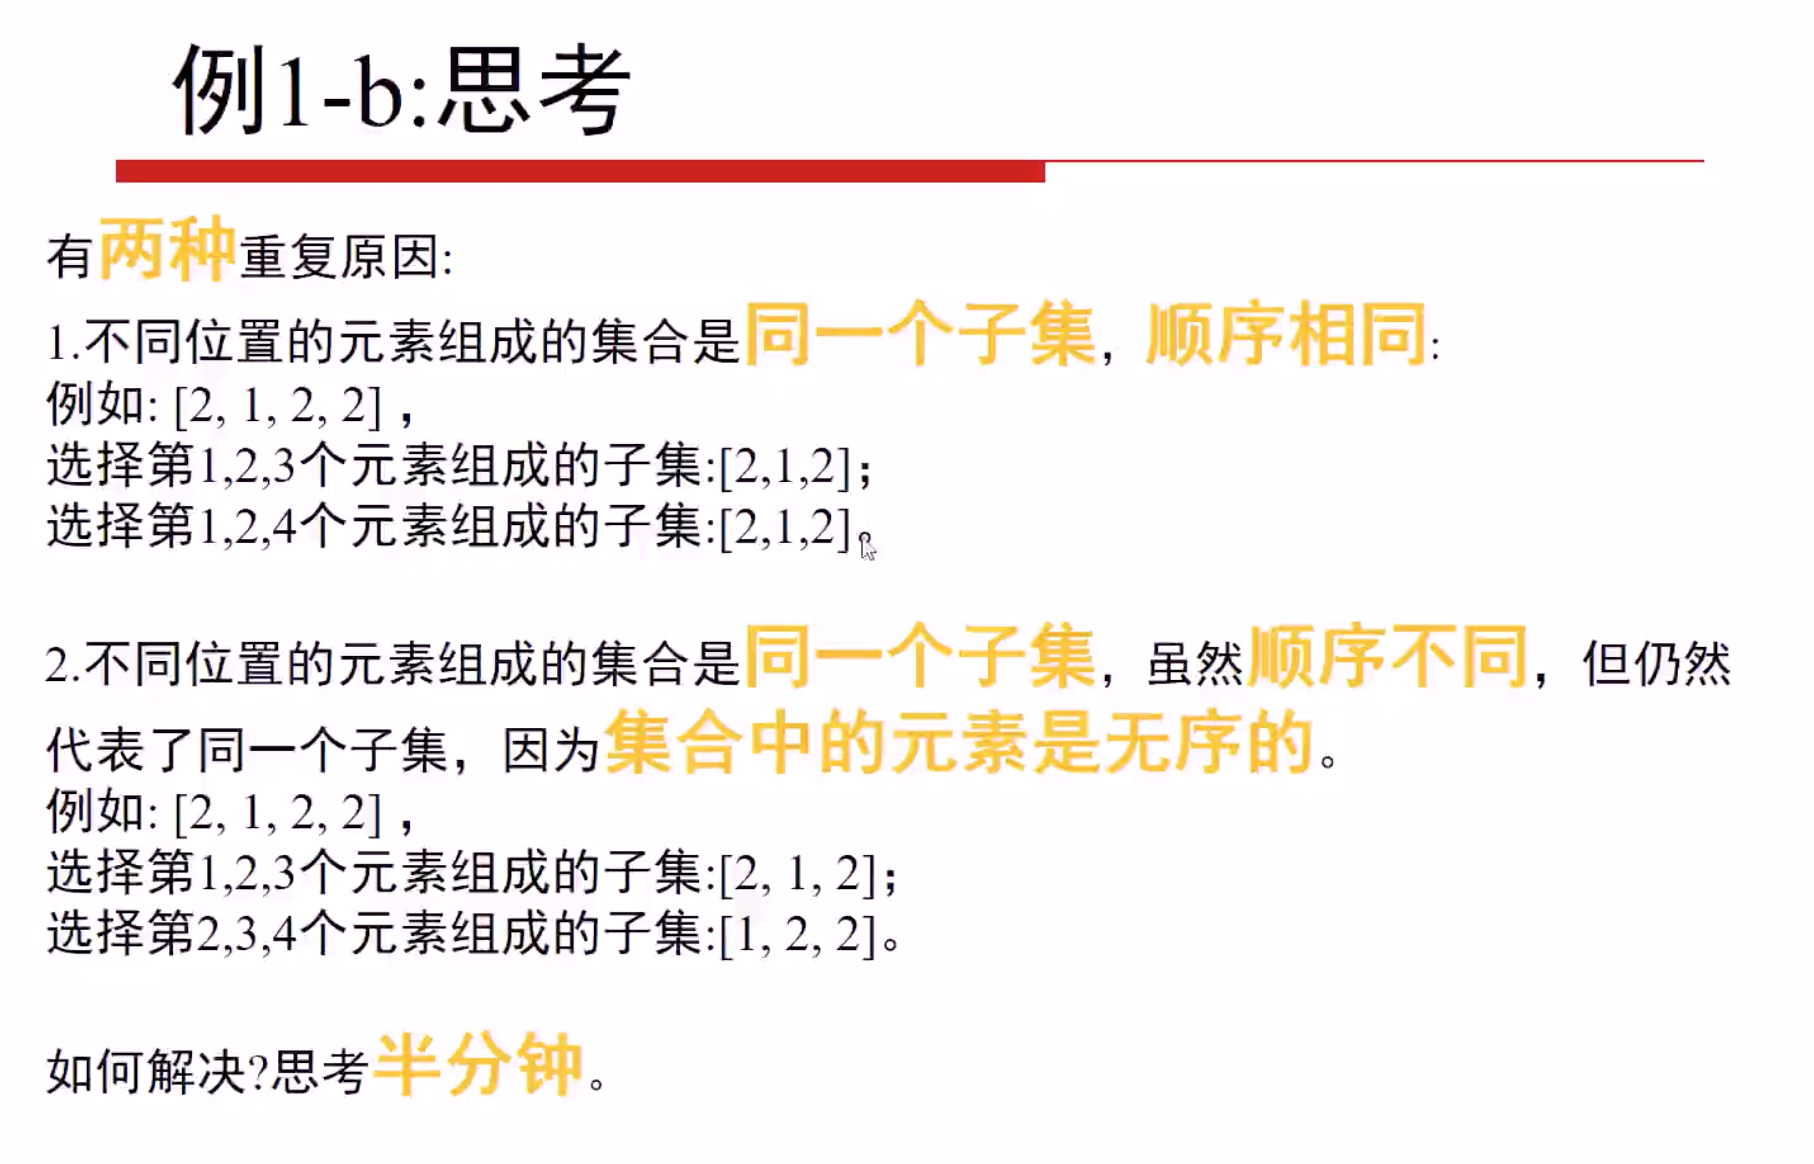 例1-b:思考
有两种重复原因:
1.不同位置的元素组成的集合是同一个子集，顺序相同:
例如: [2, 1, 2, 2] ，
选择第1,2,3个元素组成的子集:[2,1,2]；
选择第1,2,4个元素组成的子集:[2,1,2]。
2.不同位置的元素组成的集合是同一个子集，虽然顺序不同，但仍然
代表了同一个子集，因为集合中的元素是无序的。
例如: [2, 1, 2, 2] ，
选择第1,2,3个元素组成的子集:[2, 1, 2]；
选择第2,3,4个元素组成的子集:[1, 2, 2]。
如何解决?思考半分钟。